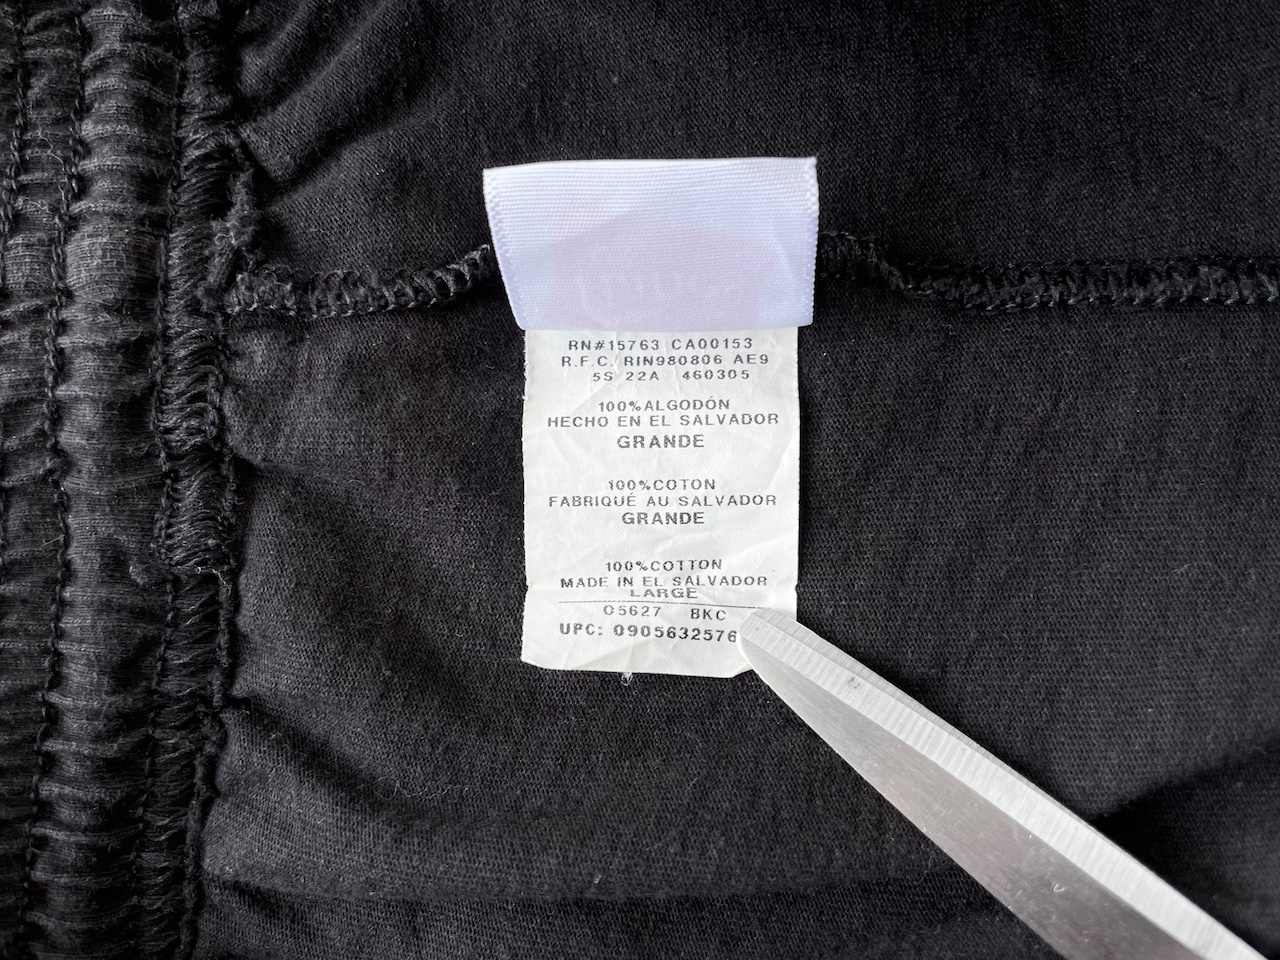 RN#15763 CA00153
R.F.C. RIN980806 AE9
5S 22A 460305
100%ALGODÓN
HECHO EN EL SALVADOR
GRANDE
100%COTON
FABRIQUÉ AU SALVADOR
GRANDE
100%COTTON
MADE IN EL SALVADOR
LARGE
05627 BKC
UPC: 0905632576